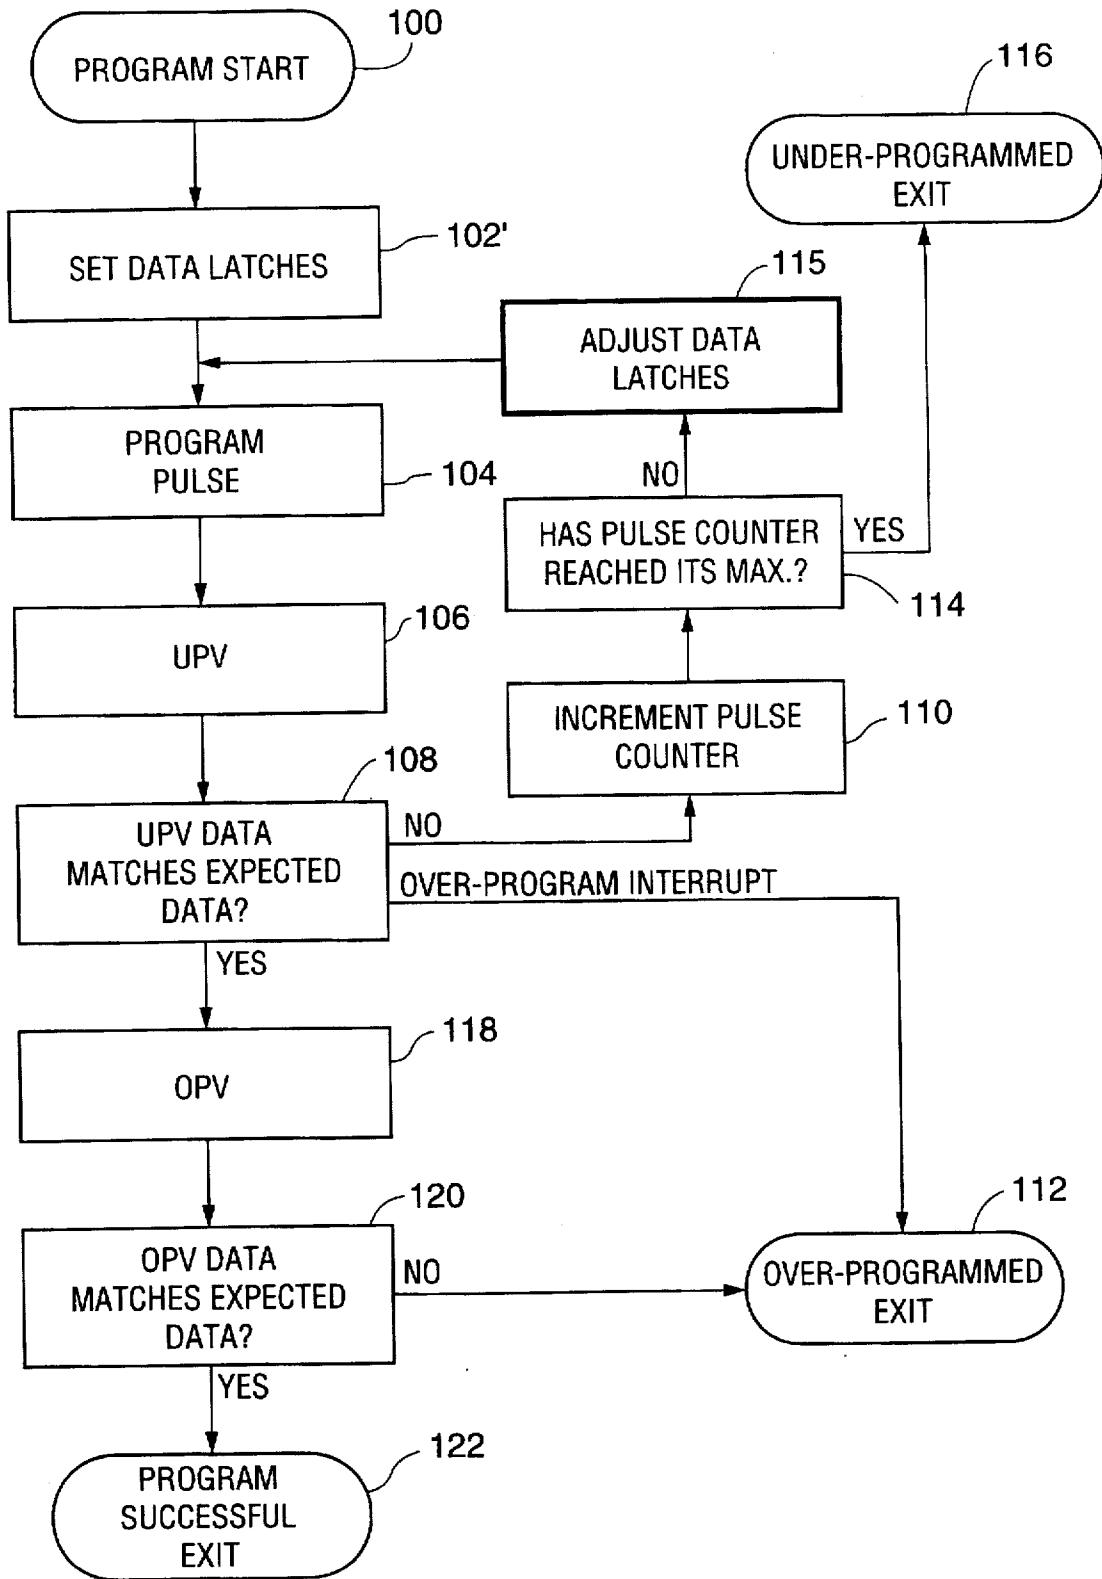 100
PROGRAM START
116
UNDER-PROGRAMMED
EXIT
102'
SET DATA LATCHES
115
ADJUST DATA
LATCHES
PROGRAM
PULSE
104
NO
HAS PULSE COUNTER
REACHED ITS MAX.?
YES
114
106
UPV
INCREMENT PULSE
COUNTER
110
108
UPV DATA
MATCHES EXPECTED
DATA?
NO
OVER-PROGRAM INTERRUPT
YES
118
OPV
120
OPV DATA
MATCHES EXPECTED
DATA?
NO
112
OVER-PROGRAMMED
EXIT
YES
122
PROGRAM
SUCCESSFUL
EXIT